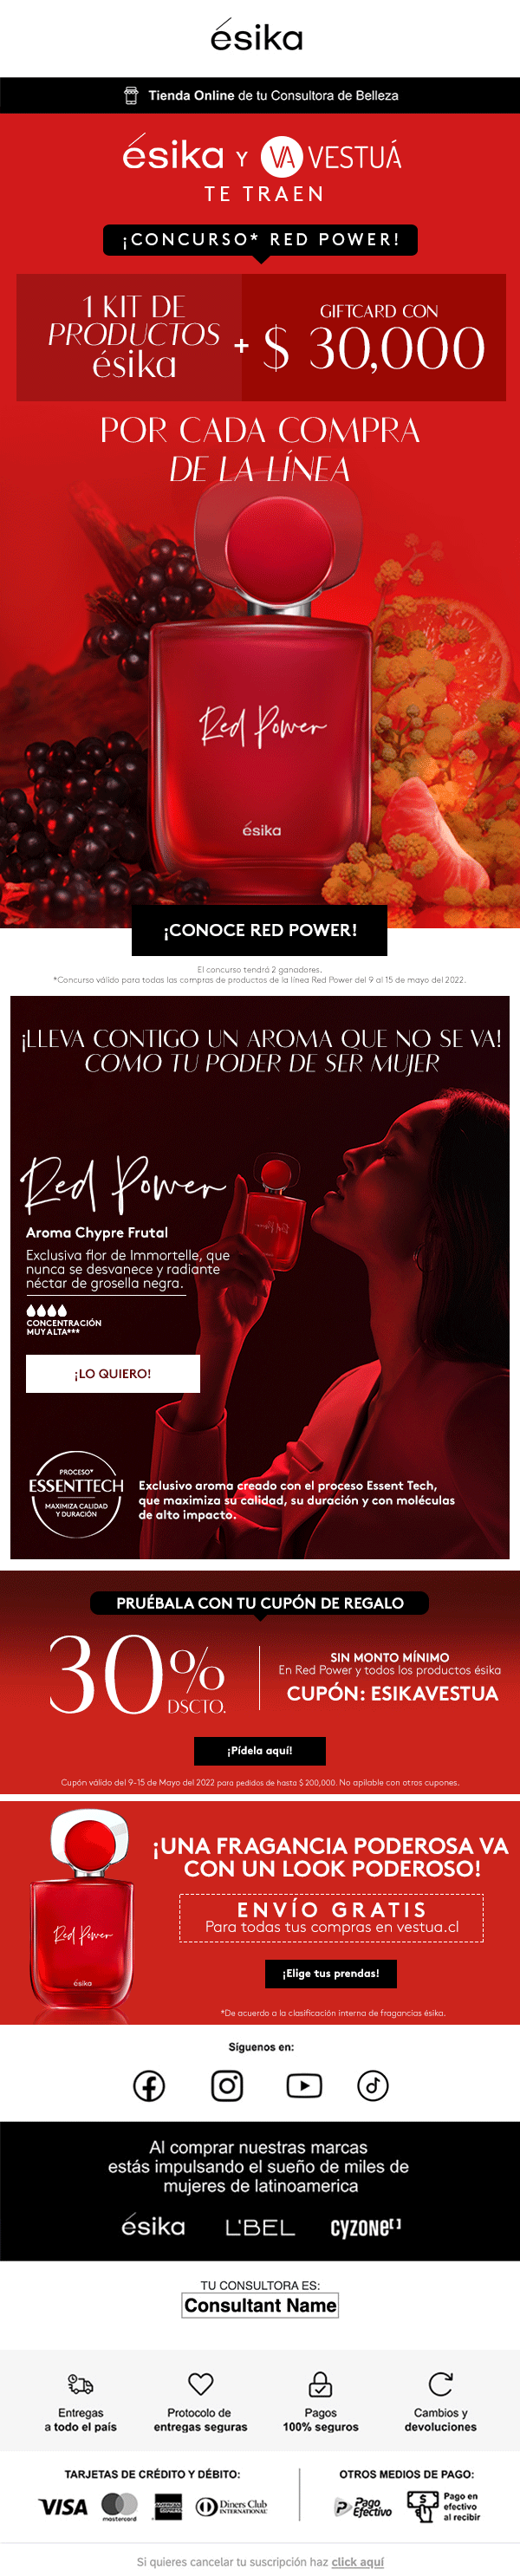 ésika
Tienda Online de tu Consultora de Belleza
ésika Y VA VESTUÁ
TE TRAEN
¡CONCURSO* RED POWER!
1 KIT DE
PRODUCTOS
ésika
+
GIFTCARD CON
$ 30,000
POR CADA COMPRA
DE LA LÍNEA
Red Power
ésika
¡CONOCE RED POWER!
El concurso tendrá 2 ganadores.
*Concurso válido para todas las compras de productos de la línea Red Power del 9 al 15 de mayo del 2022.
¡LLEVA CONTIGO UN AROMA QUE NO SE VA!
COMO TU PODER DE SER MUJER
Red Power
Red Power
Aroma Chypre Frutal
Exclusiva flor de Immortelle, que
nunca se desvanece y radiante
néctar de grosella negra.
CONCENTRACIÓN
MUY ALTA***
¡LO QUIERO!
PROCESO*
ESSENTTECH
MAXIMIZA CALIDAD
Y DURACIÓN
Exclusivo aroma creado con el proceso Essent Tech,
que maximiza su calidad, su duración y con moléculas
de alto impacto.
PRUÉBALA CON TU CUPÓN DE REGALO
30%
DSCTO.
SIN MONTO MÍNIMO
En Red Power y todos los productos ésika
CUPÓN: ESIKAVESTUA
¡Pídela aquí!
Cupón válido del 9-15 de Mayo del 2022 para pedidos de hasta $ 200,000. No apilable con otros cupones.
¡UNA FRAGANCIA PODEROSA VA
CON UN LOOK PODEROSO!
ENVÍO GRATIS
Para todas tus compras en vestua.cl
Red Power
ésika
¡Elige tus prendas!
*De acuerdo a la clasificación interna de fragancias ésika.
Síguenos en:
Al comprar nuestras marcas
estás impulsando el sueño de miles de
mujeres de latinoamerica
ésika L'BEL CYZONE[]
TU CONSULTORA ES:
Consultant Name
Entregas
a todo el país
Protocolo de
entregas seguras
Pagos
100% seguros
Cambios y
devoluciones
TARJETAS DE CRÉDITO Y DÉBITO:
VISA
mastercard
AMERICAN EXPRESS
Diners Club
INTERNATIONAL
OTROS MEDIOS DE PAGO:
Pago
Efectivo
Pago en
efectivo
al recibir
Si quieres cancelar tu suscripción haz click aquí